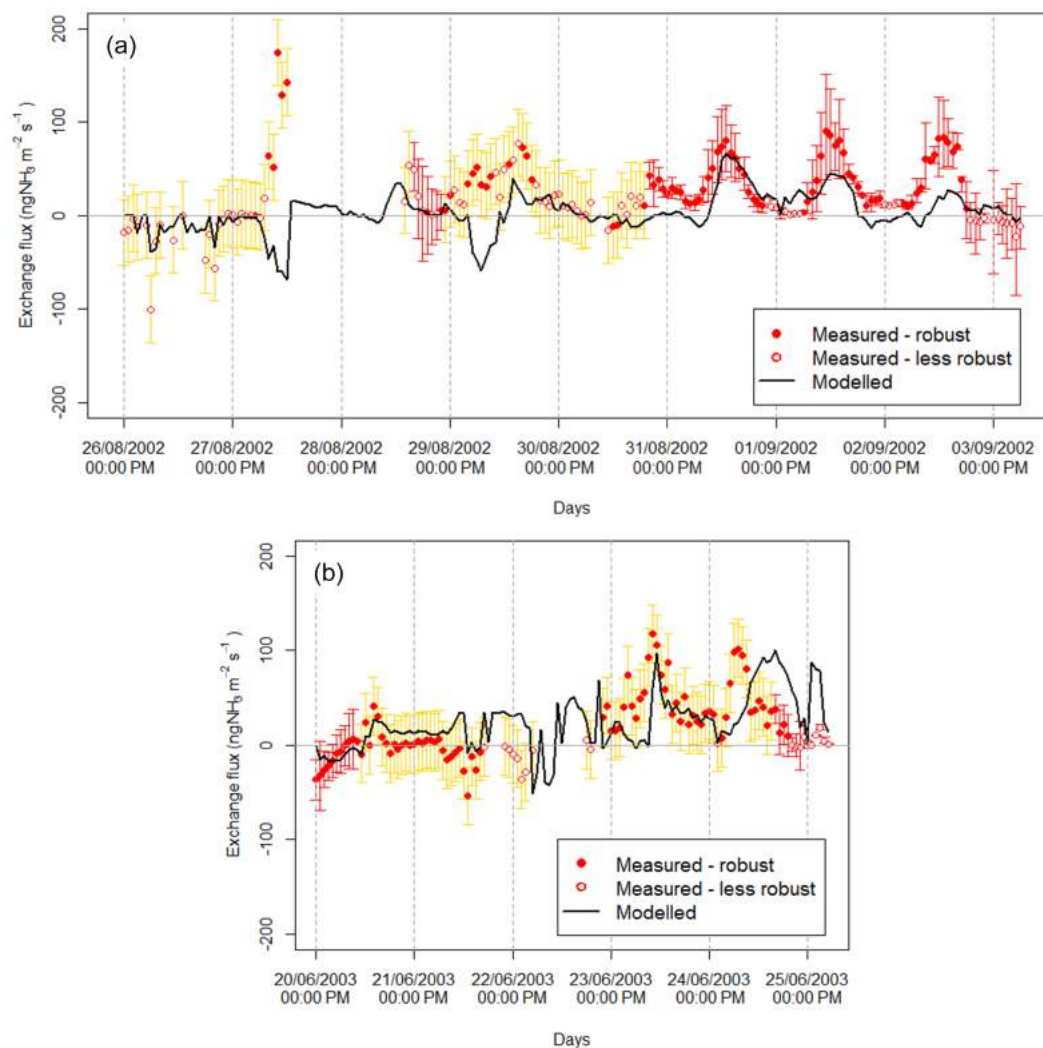 (a)
200
100
0
-100
-200
Exchange flux (ngNH₃ m⁻² s⁻¹)
Measured - robust
Measured - less robust
Modelled
26/08/2002 27/08/2002 28/08/2002 29/08/2002 30/08/2002 31/08/2002 01/09/2002 02/09/2002 03/09/2002
00:00 PM 00:00 PM 00:00 PM 00:00 PM 00:00 PM 00:00 PM 00:00 PM 00:00 PM 00:00 PM
Days
(b)
200
100
0
-100
-200
Exchange flux (ngNH₃ m⁻² s⁻¹)
Measured - robust
Measured - less robust
Modelled
20/06/2003 21/06/2003 22/06/2003 23/06/2003 24/06/2003 25/06/2003
00:00 PM 00:00 PM 00:00 PM 00:00 PM 00:00 PM 00:00 PM
Days